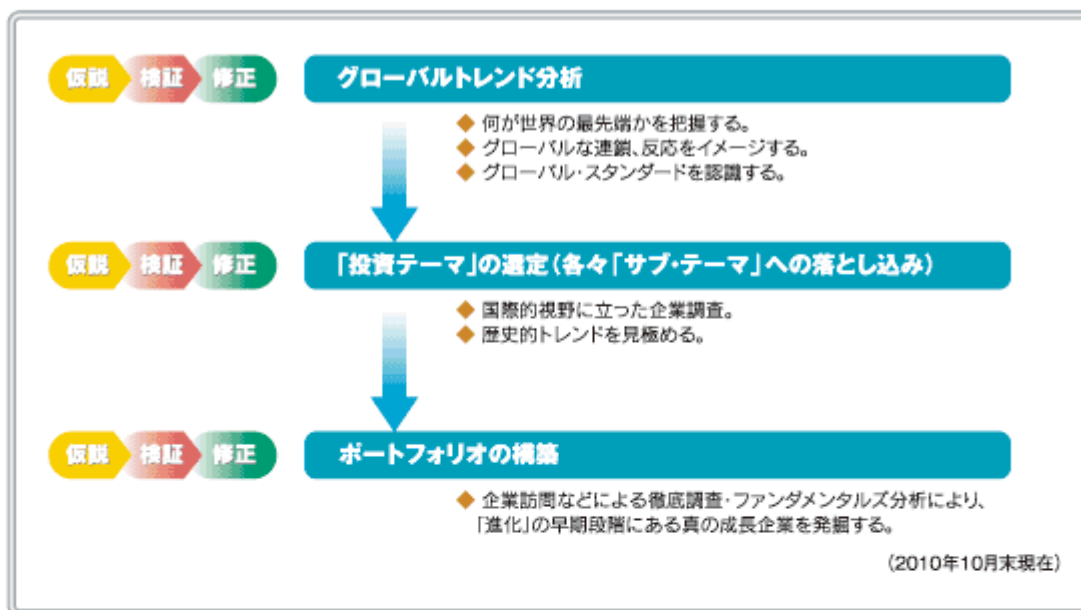 仮説 検証 修正 グローバルトレンド分析
◆ 何が世界の最先端かを把握する。
◆ グローバルな連鎖、反応をイメージする。
◆ グローバル・スタンダードを認識する。
仮説 検証 修正 「投資テーマ」の選定(各々「サブ・テーマ」への落とし込み)
◆ 国際的視野に立った企業調査。
◆ 歴史的トレンドを見極める。
仮説 検証 修正 ポートフォリオの構築
◆ 企業訪問などによる徹底調査・ファンダメンタルズ分析により、
「進化」の早期段階にある真の成長企業を発掘する。
(2010年10月末現在)